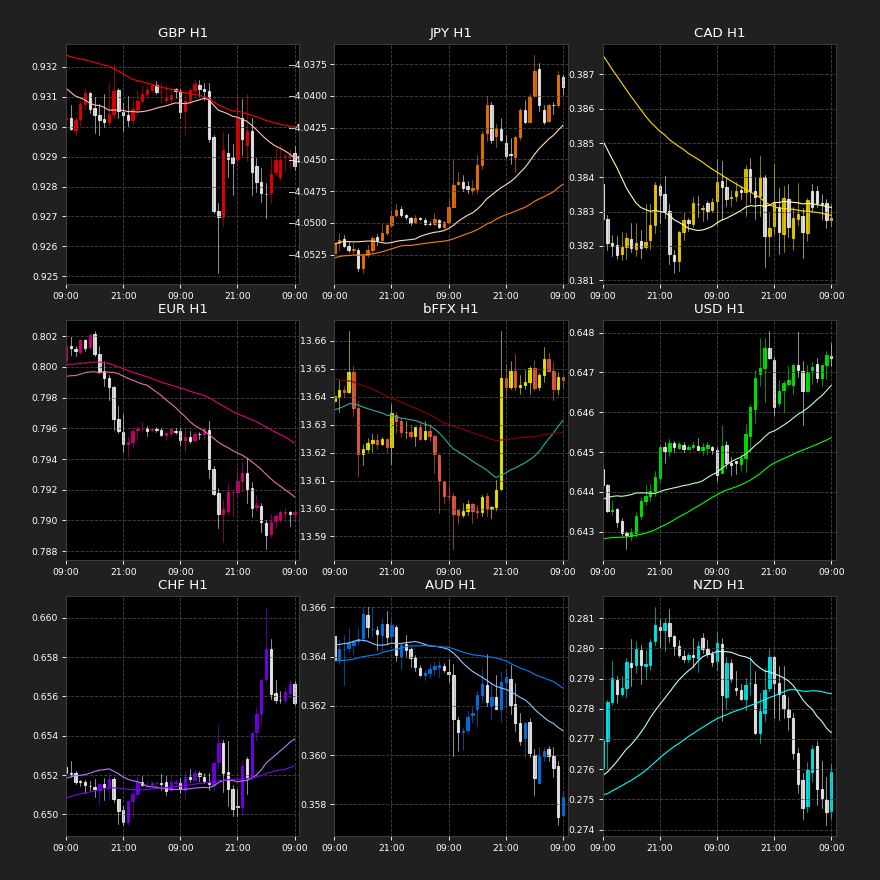 GBP H1 JPY H1 CAD H1
0.932 −4.0375 0.387
0.931 −4.0400 0.386
0.930 −4.0425 0.385
0.929 −4.0450 0.384
0.928 −4.0475 0.383
0.927 −4.0500 0.382
0.926 −4.0525 0.381
0.925
09:00 21:00 09:00 21:00 09:00 09:00 21:00 09:00 21:00 09:00 09:00 21:00 09:00 21:00 09:00
EUR H1 bFFX H1 USD H1
0.802 13.66 0.648
0.800 13.65 0.647
0.798 13.64 0.646
0.796 13.63 0.645
0.794 13.62 0.644
0.792 13.61 0.643
0.790 13.60
0.788 13.59
09:00 21:00 09:00 21:00 09:00 09:00 21:00 09:00 21:00 09:00 09:00 21:00 09:00 21:00 09:00
CHF H1 AUD H1 NZD H1
0.660 0.366 0.281
0.658 0.364 0.280
0.656 0.362 0.279
0.654 0.360 0.278
0.652 0.358 0.277
0.650 0.276
0.275
0.274
09:00 21:00 09:00 21:00 09:00 09:00 21:00 09:00 21:00 09:00 09:00 21:00 09:00 21:00 09:00